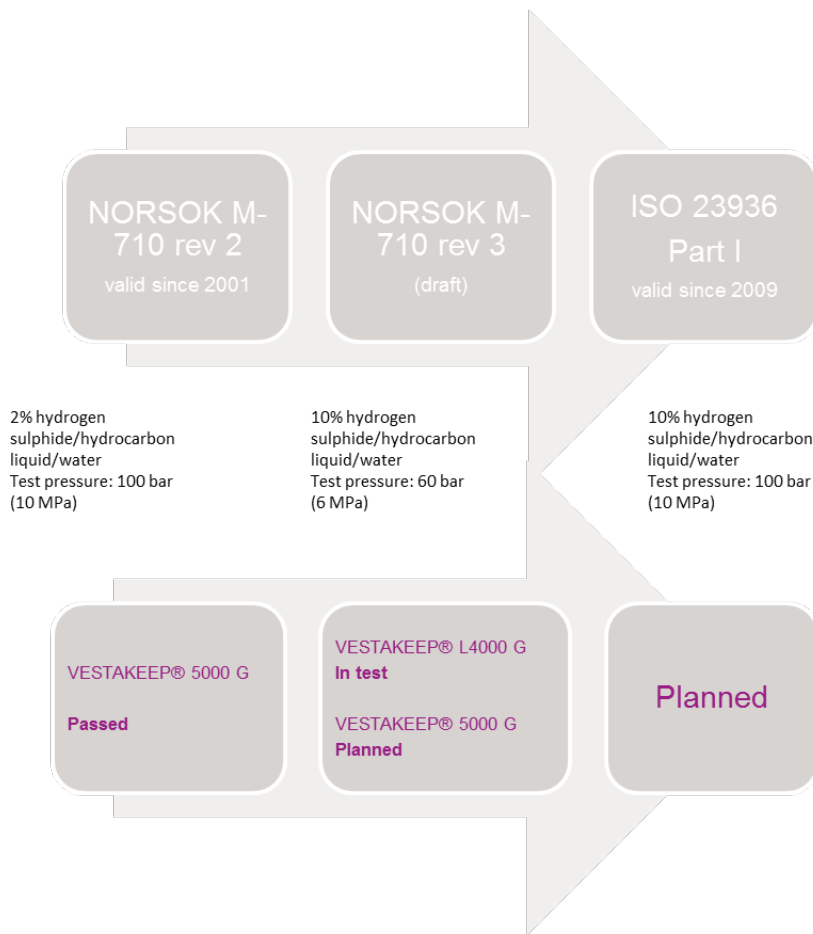 NORSOK M-
710 rev 2
valid since 2001
NORSOK M-
710 rev 3
(draft)
ISO 23936
Part I
valid since 2009
2% hydrogen
sulphide/hydrocarbon
liquid/water
Test pressure: 100 bar
(10 MPa)
10% hydrogen
sulphide/hydrocarbon
liquid/water
Test pressure: 60 bar
(6 MPa)
10% hydrogen
sulphide/hydrocarbon
liquid/water
Test pressure: 100 bar
(10 MPa)
VESTAKEEP® 5000 G
Passed
VESTAKEEP® L4000 G
In test
VESTAKEEP® 5000 G
Planned
Planned